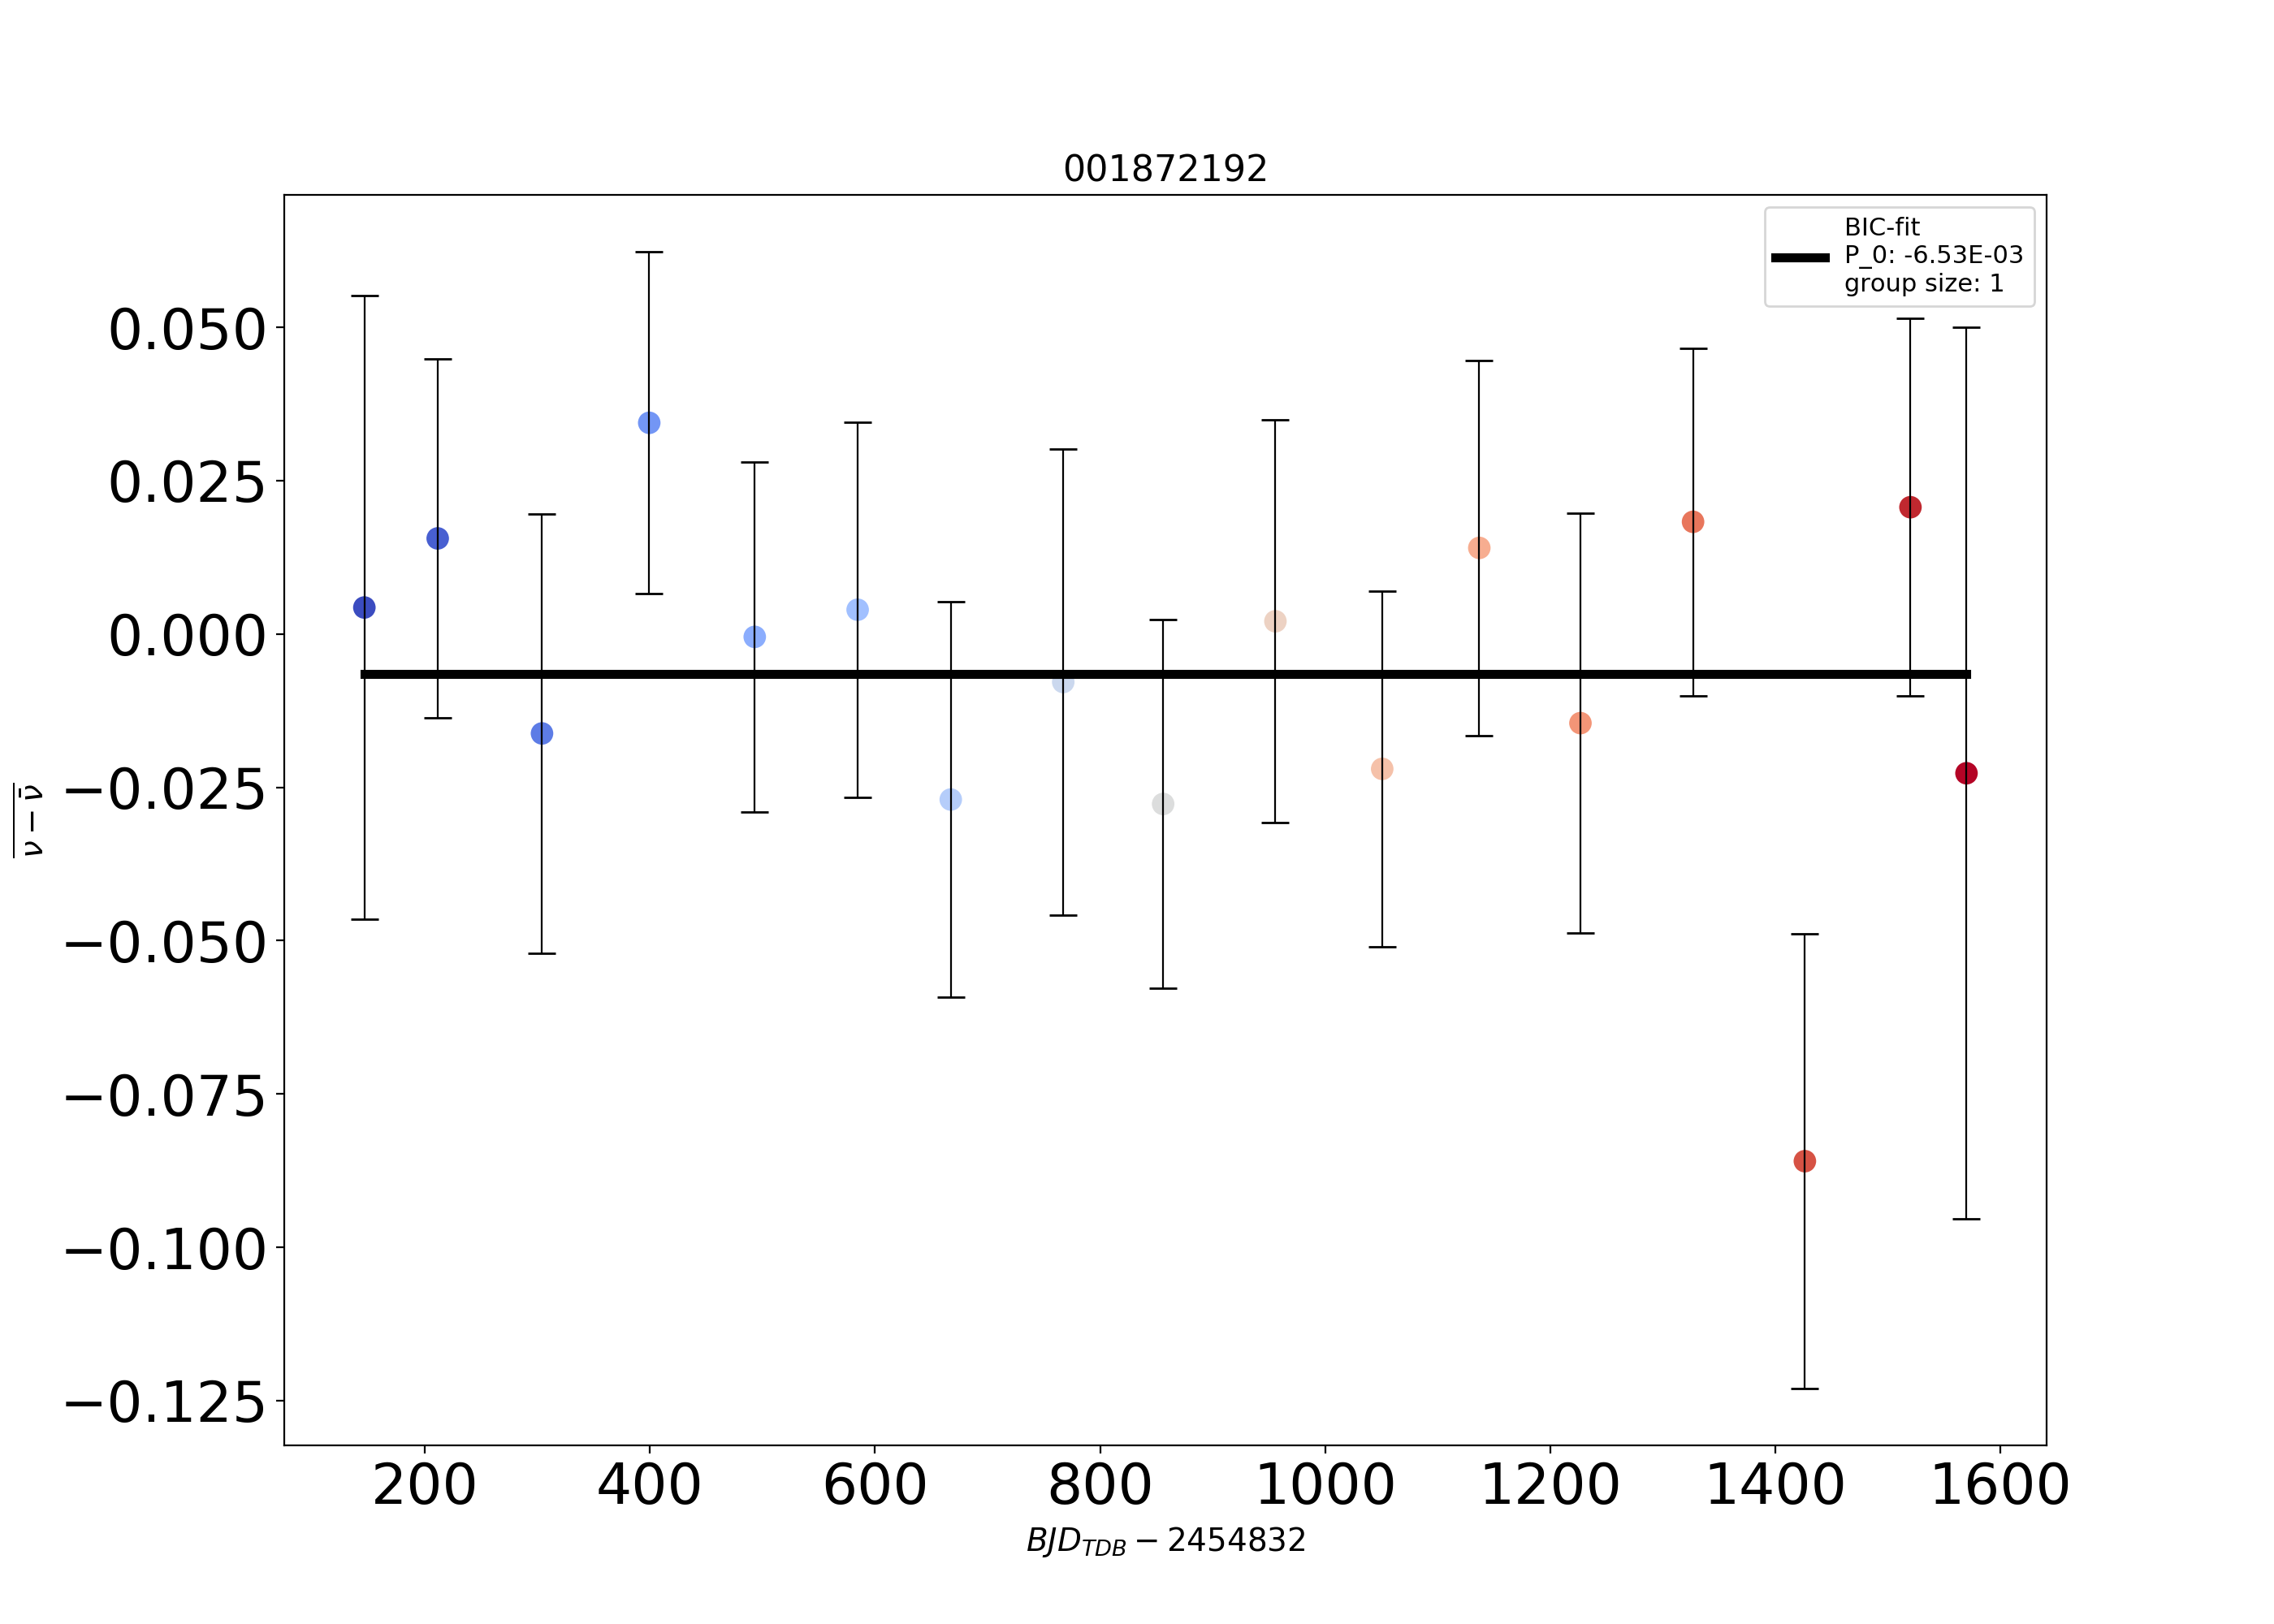 001872192
BIC-fit
P_0: -6.53E-03
group size: 1
0.050
0.025
0.000
−0.025
−0.050
−0.075
−0.100
−0.125
ν − ν̄
200 400 600 800 1000 1200 1400 1600
BJD_TDB − 2454832